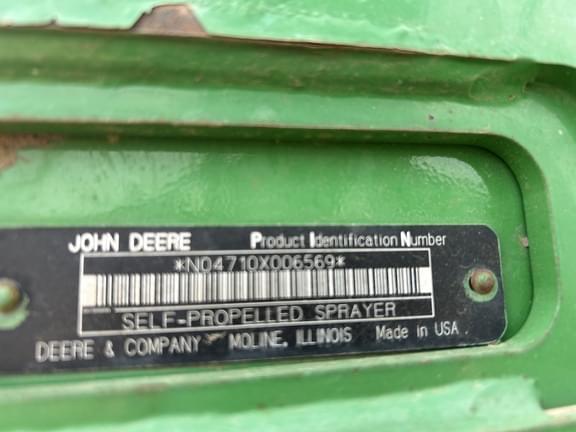 JOHN DEERE Product Identification Number
*N04710X006569*
SELF-PROPELLED SPRAYER
DEERE & COMPANY MOLINE, ILLINOIS Made in USA